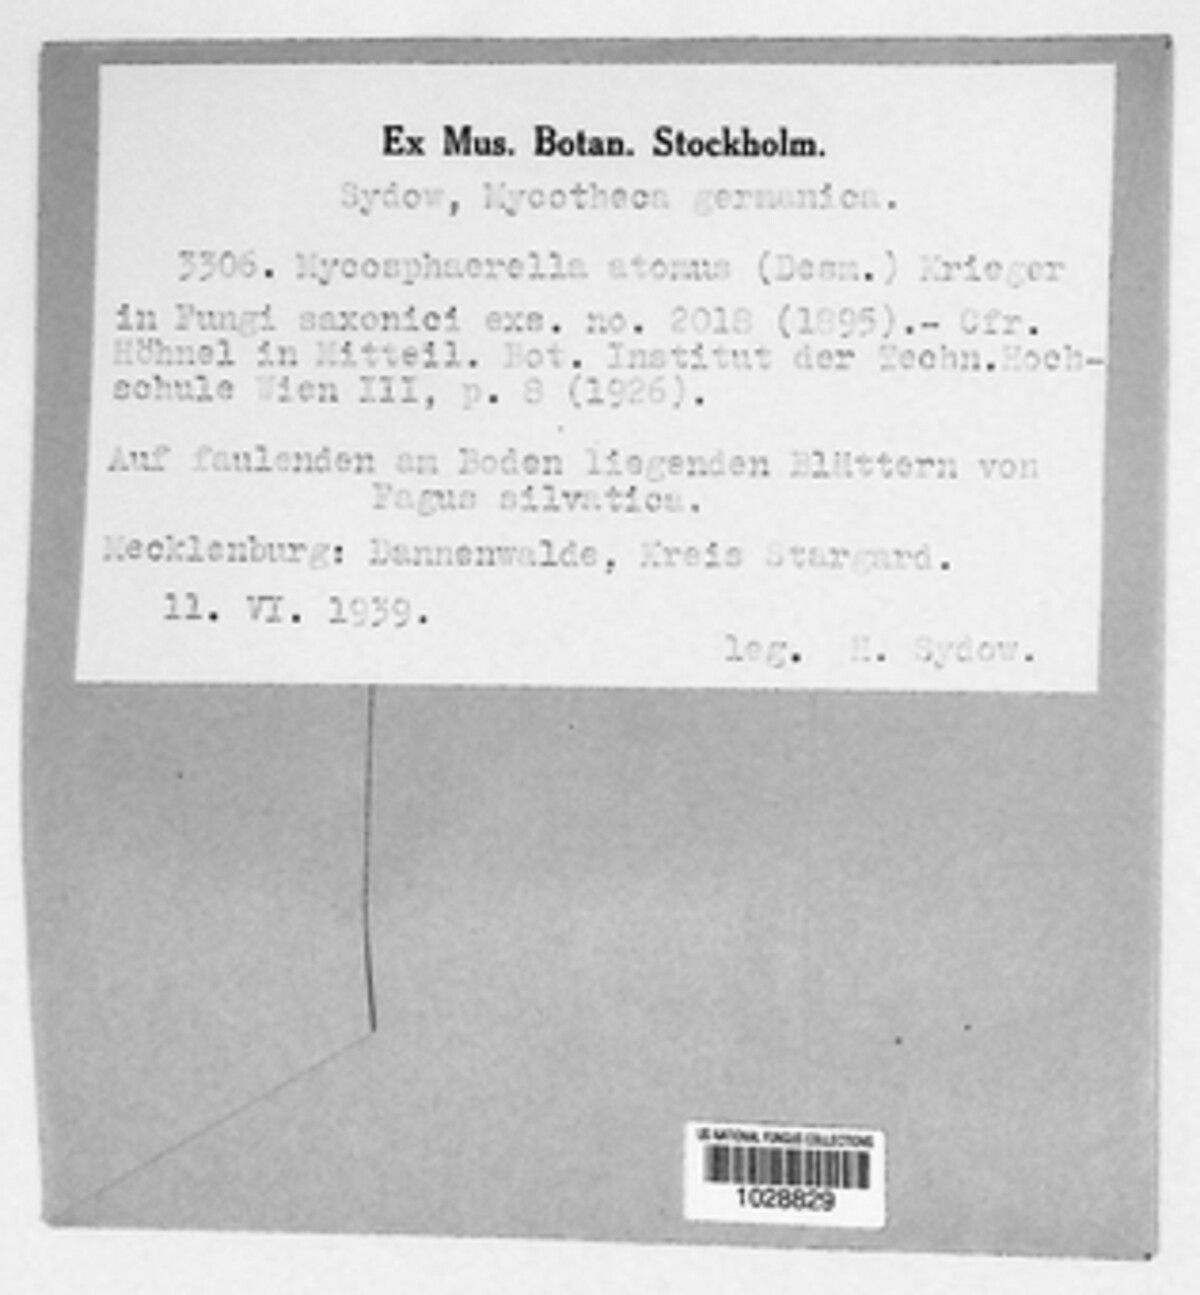 Ex Mus. Botan. Stockholm.
Sydow, Mycotheca germanica.
3306. Mycosphaerella atomus (Desm.) Krieger
in Fungi saxonici exs. no. 2018 (1895).- Cfr.
Höhnel in Mitteil. Bot. Institut der Techn.Hoch-
schule Wien III, p. 8 (1926).
Auf faulenden am Boden liegenden Blättern von
Fagus silvatica.
Mecklenburg: Dannenwalde, Kreis Stargard.
11. VI. 1939.
leg. H. Sydow.
US NATIONAL FUNGUS COLLECTIONS
1028829